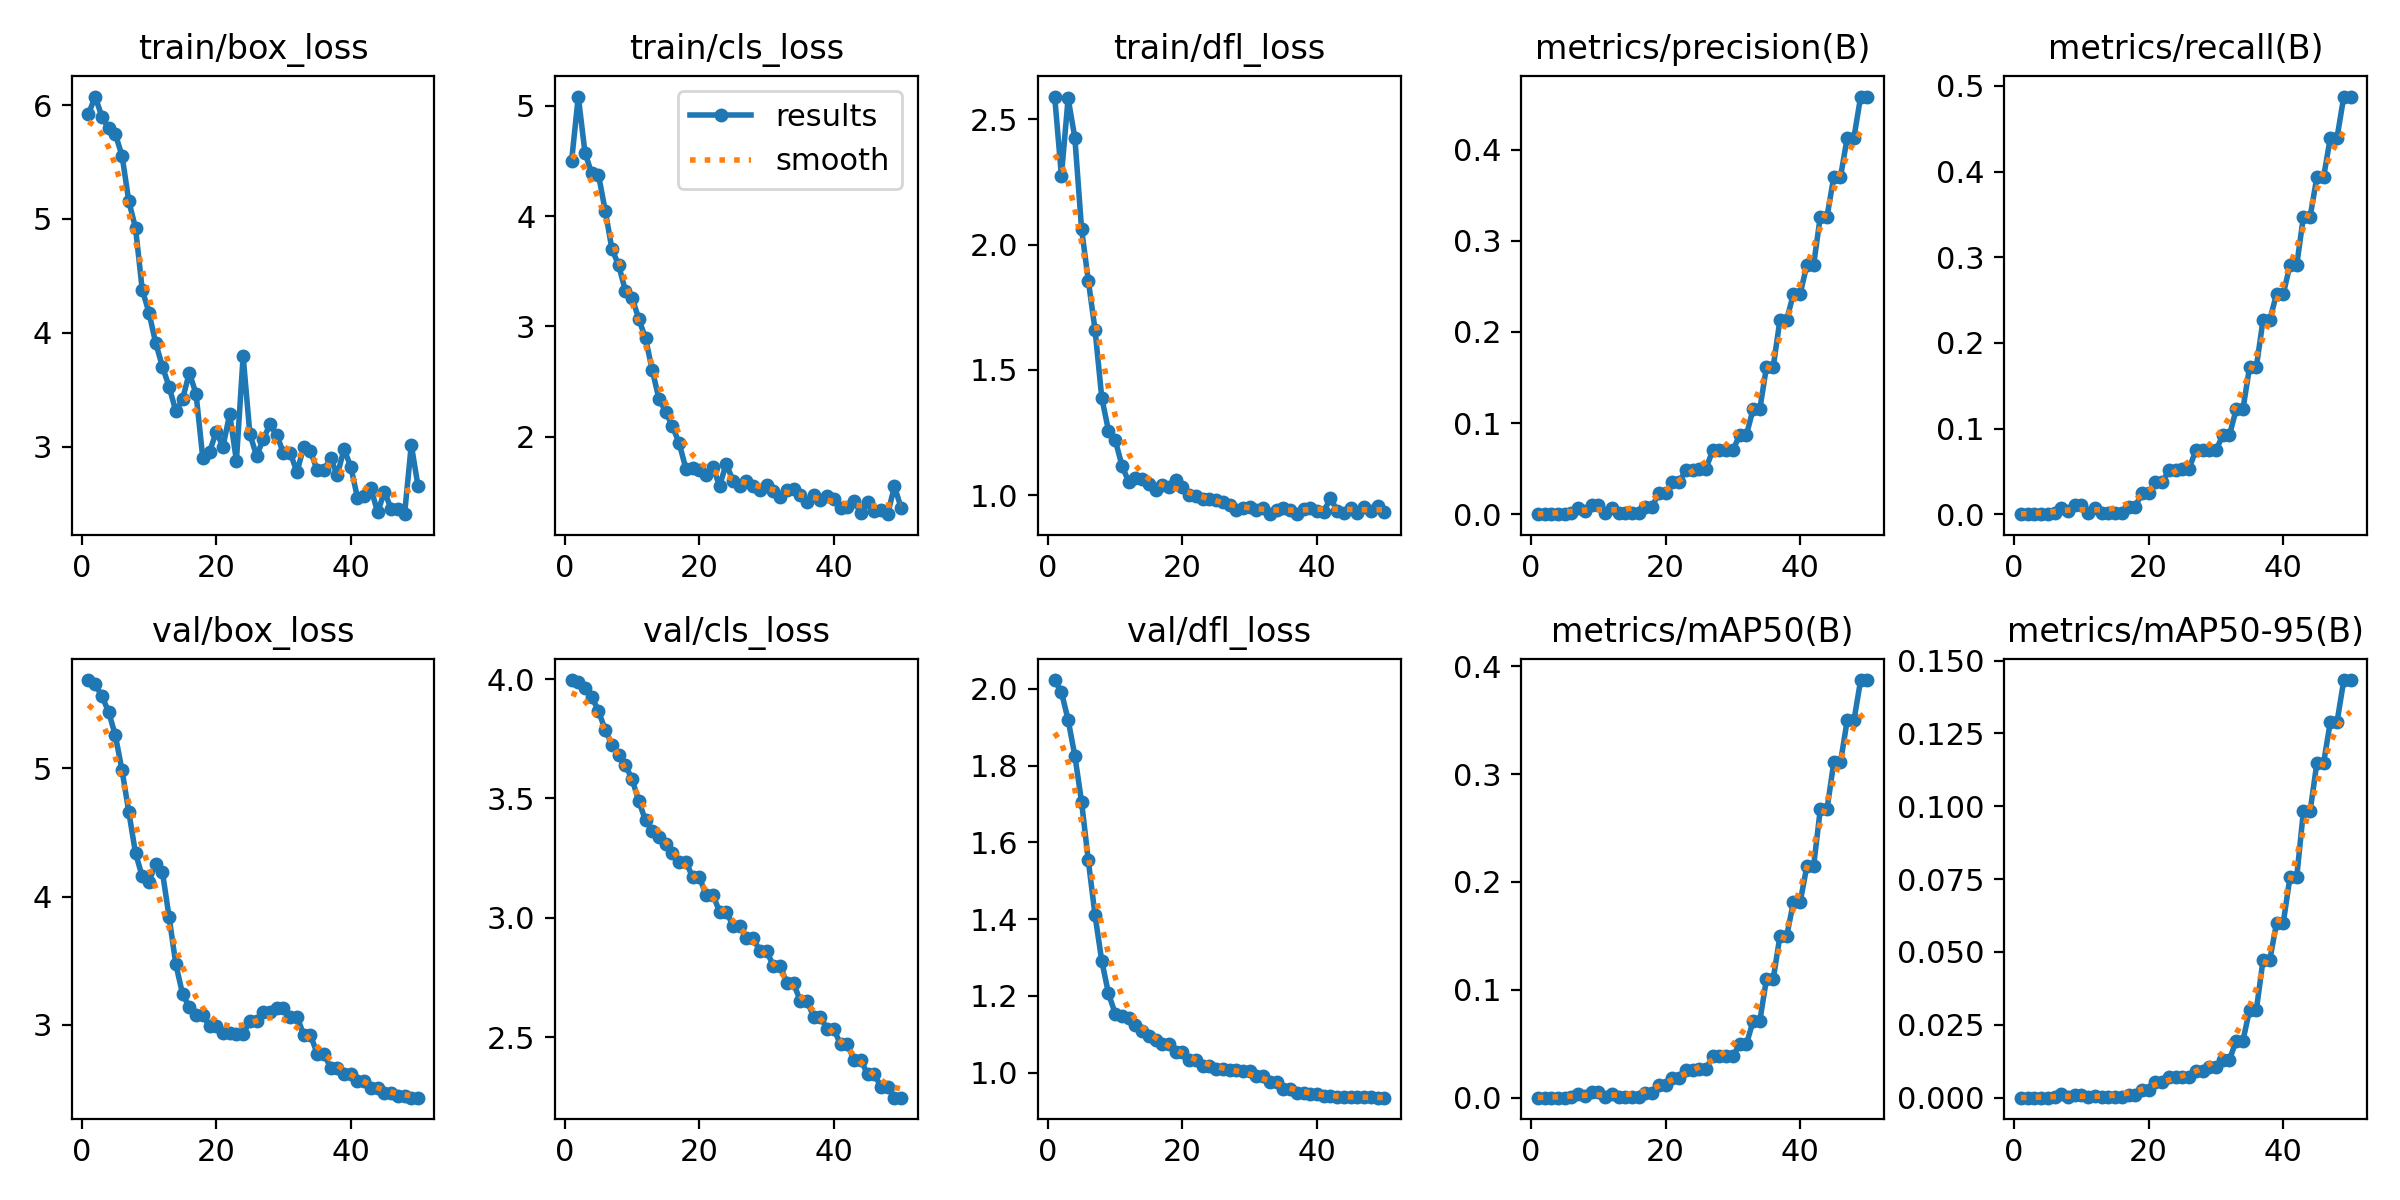 train/box_loss
6
5
4
3
0 20 40
train/cls_loss
results
smooth
5
4
3
2
0 20 40
train/dfl_loss
2.5
2.0
1.5
1.0
0 20 40
metrics/precision(B)
0.4
0.3
0.2
0.1
0.0
0 20 40
metrics/recall(B)
0.5
0.4
0.3
0.2
0.1
0.0
0 20 40
val/box_loss
5
4
3
0 20 40
val/cls_loss
4.0
3.5
3.0
2.5
0 20 40
val/dfl_loss
2.0
1.8
1.6
1.4
1.2
1.0
0 20 40
metrics/mAP50(B)
0.4
0.3
0.2
0.1
0.0
0 20 40
metrics/mAP50-95(B)
0.150
0.125
0.100
0.075
0.050
0.025
0.000
0 20 40